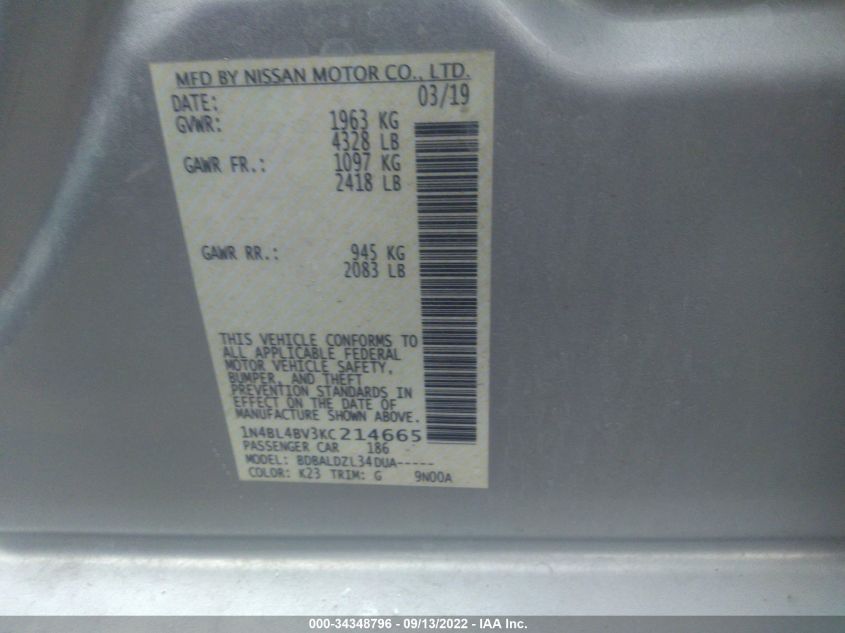 MFD BY NISSAN MOTOR CO., LTD.
DATE: 03/19
GVWR: 1963 KG
4328 LB
GAWR FR.: 1097 KG
2418 LB
GAWR RR.: 945 KG
2083 LB
THIS VEHICLE CONFORMS TO
ALL APPLICABLE FEDERAL
MOTOR VEHICLE SAFETY,
BUMPER, AND THEFT
PREVENTION STANDARDS IN
EFFECT ON THE DATE OF
MANUFACTURE SHOWN ABOVE.
1N4BL4BV3KC214665
PASSENGER CAR 186
MODEL: BDBALDZL34DUA-----
COLOR: K23 TRIM: G 9N00A
000-34348796 - 09/13/2022 - IAA Inc.